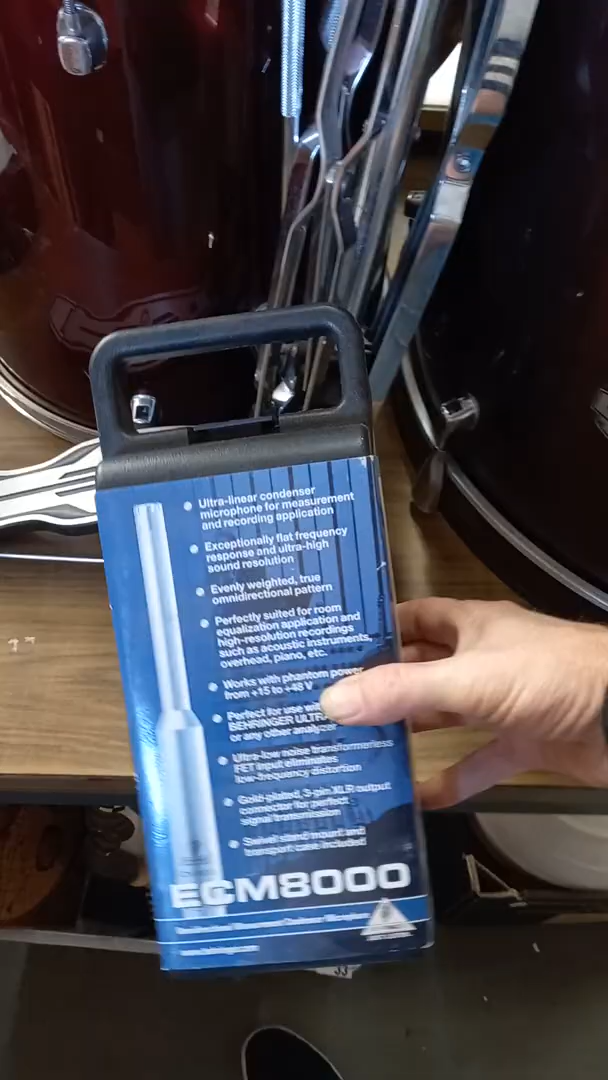 Ultra-linear condenser
microphone for measurement
and recording application
Exceptionally flat frequency
response and ultra-high
sound resolution
Evenly weighted, true
omnidirectional pattern
Perfectly suited for room
equalization application and
high-resolution recordings
such as acoustic instruments,
overhead, piano, etc.
Works with phantom power
from +15 to +48 V
Perfect for use
BEHRINGER
or any other analyzer
Ultra-low noise transformerless
FET input eliminates
low-frequency distortion
Gold-plated, 3-pin XLR output
connector for perfect
signal transmission
Swivel stand mount and
transport case included!
ECM8000
33